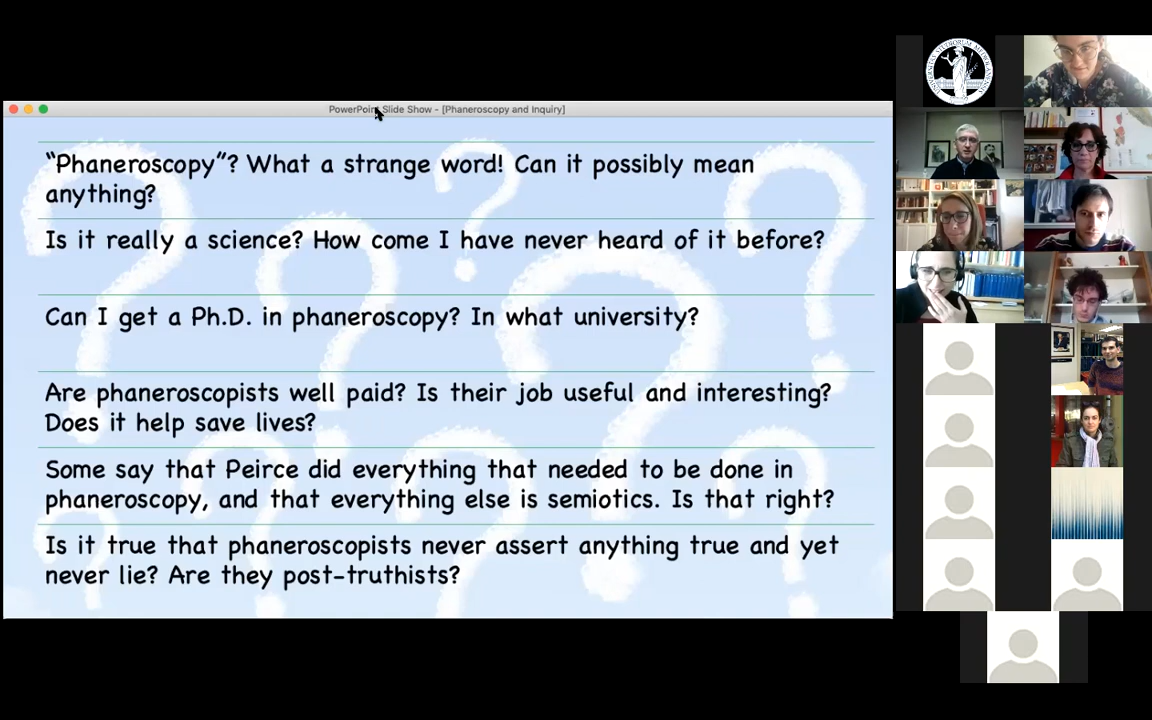 PowerPoint Slide Show - [Phaneroscopy and Inquiry]
“Phaneroscopy”? What a strange word! Can it possibly mean
anything?
Is it really a science? How come I have never heard of it before?
Can I get a Ph.D. in phaneroscopy? In what university?
Are phaneroscopists well paid? Is their job useful and interesting?
Does it help save lives?
Some say that Peirce did everything that needed to be done in
phaneroscopy, and that everything else is semiotics. Is that right?
Is it true that phaneroscopists never assert anything true and yet
never lie? Are they post-truthists?